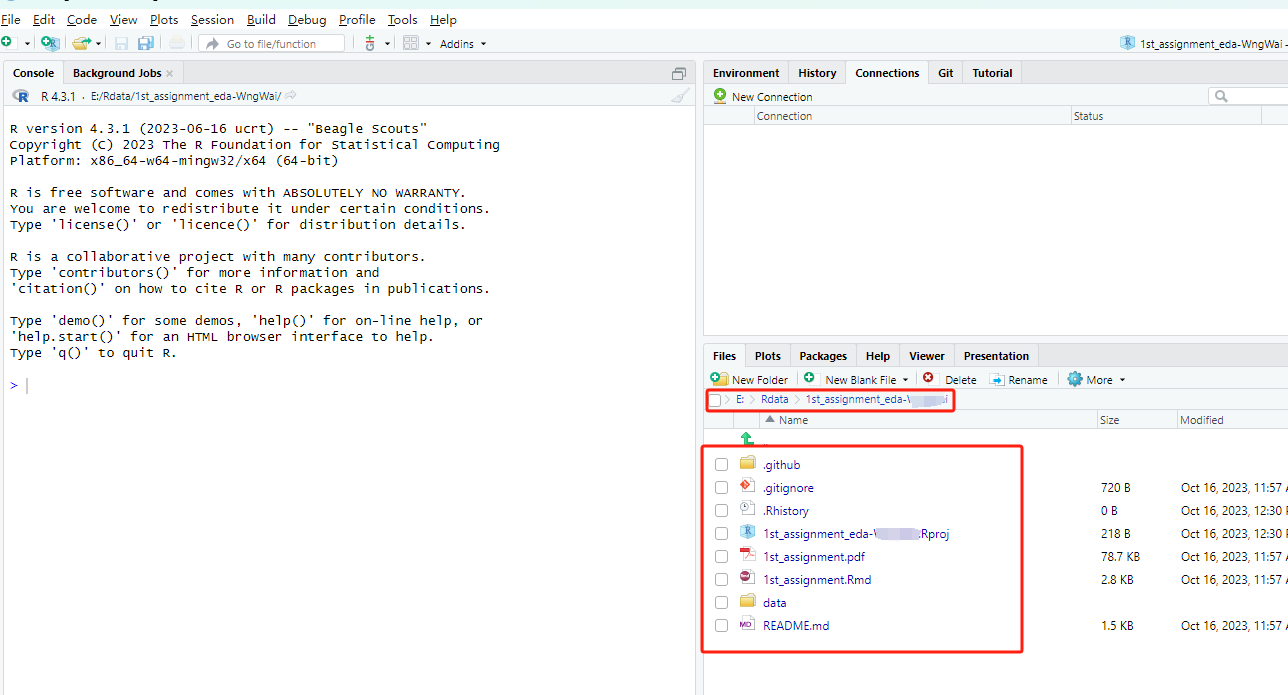 File Edit Code View Plots Session Build Debug Profile Tools Help
Go to file/function Addins 1st_assignment_eda-WngWai
Console Background Jobs
R 4.3.1 · E:/Rdata/1st_assignment_eda-WngWai/
R version 4.3.1 (2023-06-16 ucrt) -- "Beagle Scouts"
Copyright (C) 2023 The R Foundation for Statistical Computing
Platform: x86_64-w64-mingw32/x64 (64-bit)
R is free software and comes with ABSOLUTELY NO WARRANTY.
You are welcome to redistribute it under certain conditions.
Type 'license()' or 'licence()' for distribution details.
R is a collaborative project with many contributors.
Type 'contributors()' for more information and
'citation()' on how to cite R or R packages in publications.
Type 'demo()' for some demos, 'help()' for on-line help, or
'help.start()' for an HTML browser interface to help.
Type 'q()' to quit R.
>
Environment History Connections Git Tutorial
New Connection
Connection Status
Files Plots Packages Help Viewer Presentation
New Folder New Blank File Delete Rename More
E: Rdata 1st_assignment_eda-
Name Size Modified
..
.github
.gitignore 720 B Oct 16, 2023, 11:57
.Rhistory 0 B Oct 16, 2023, 12:30
1st_assignment_eda- .Rproj 218 B Oct 16, 2023, 12:30
1st_assignment.pdf 78.7 KB Oct 16, 2023, 11:57
1st_assignment.Rmd 2.8 KB Oct 16, 2023, 11:57
data
README.md 1.5 KB Oct 16, 2023, 11:57